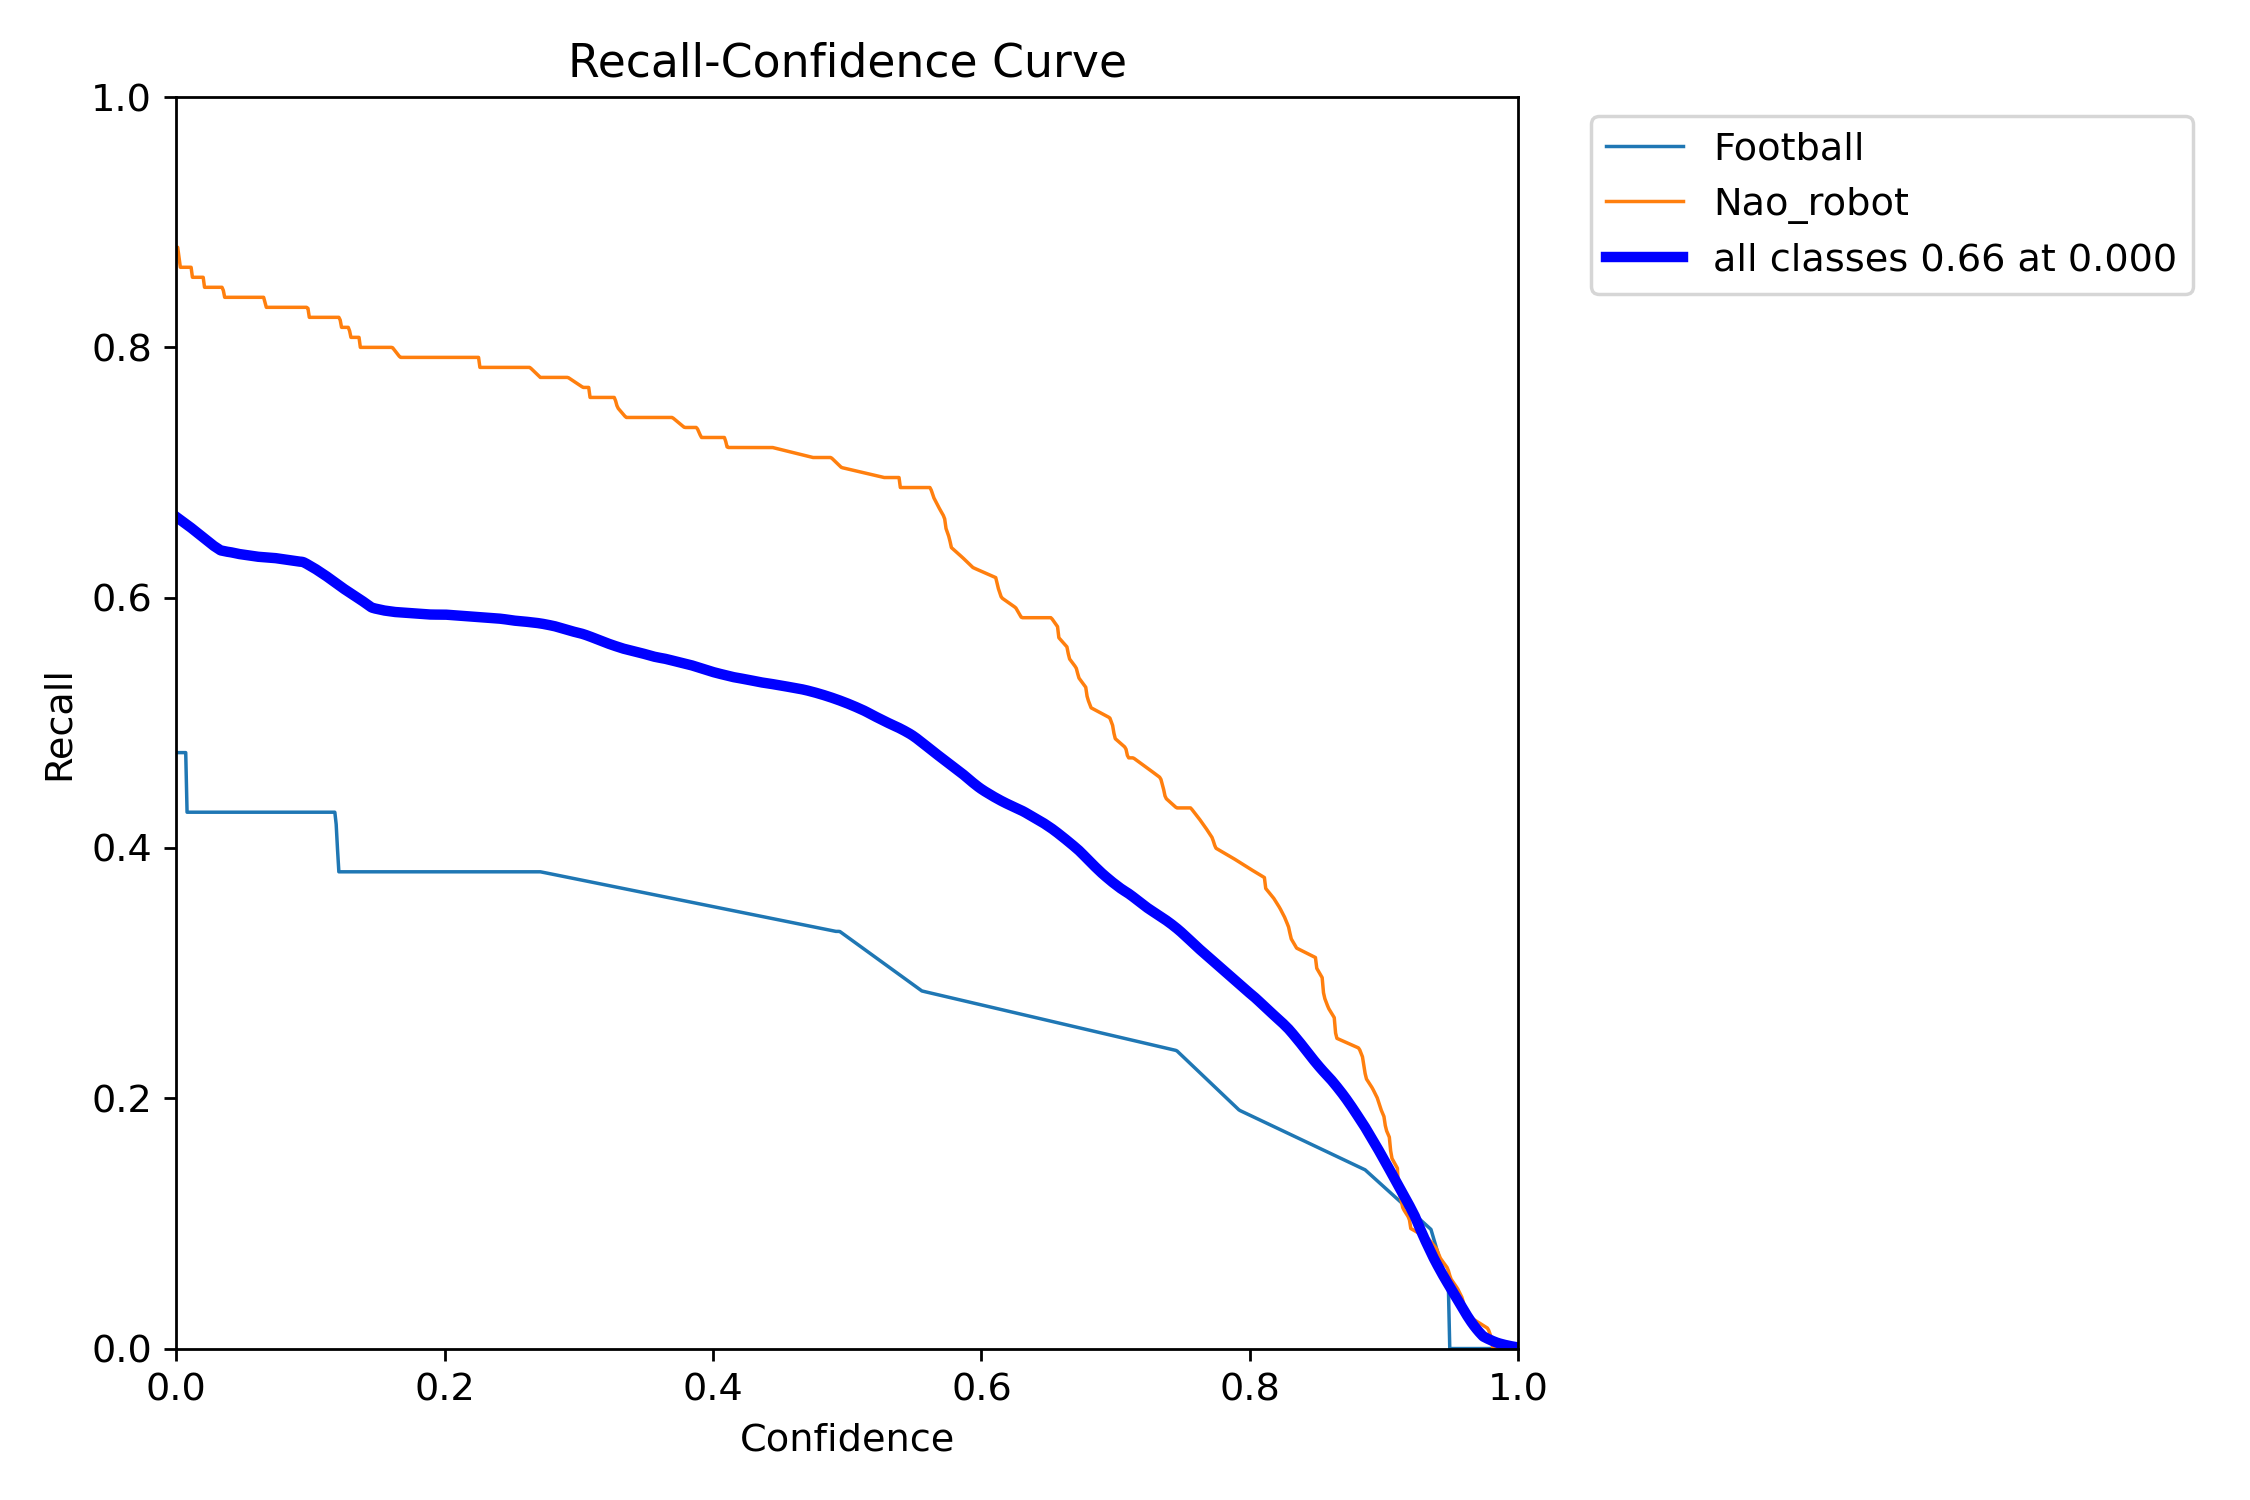 Recall-Confidence Curve
1.0
0.8
0.6
0.4
0.2
0.0
Recall
0.0 0.2 0.4 0.6 0.8 1.0
Confidence
Football
Nao_robot
all classes 0.66 at 0.000